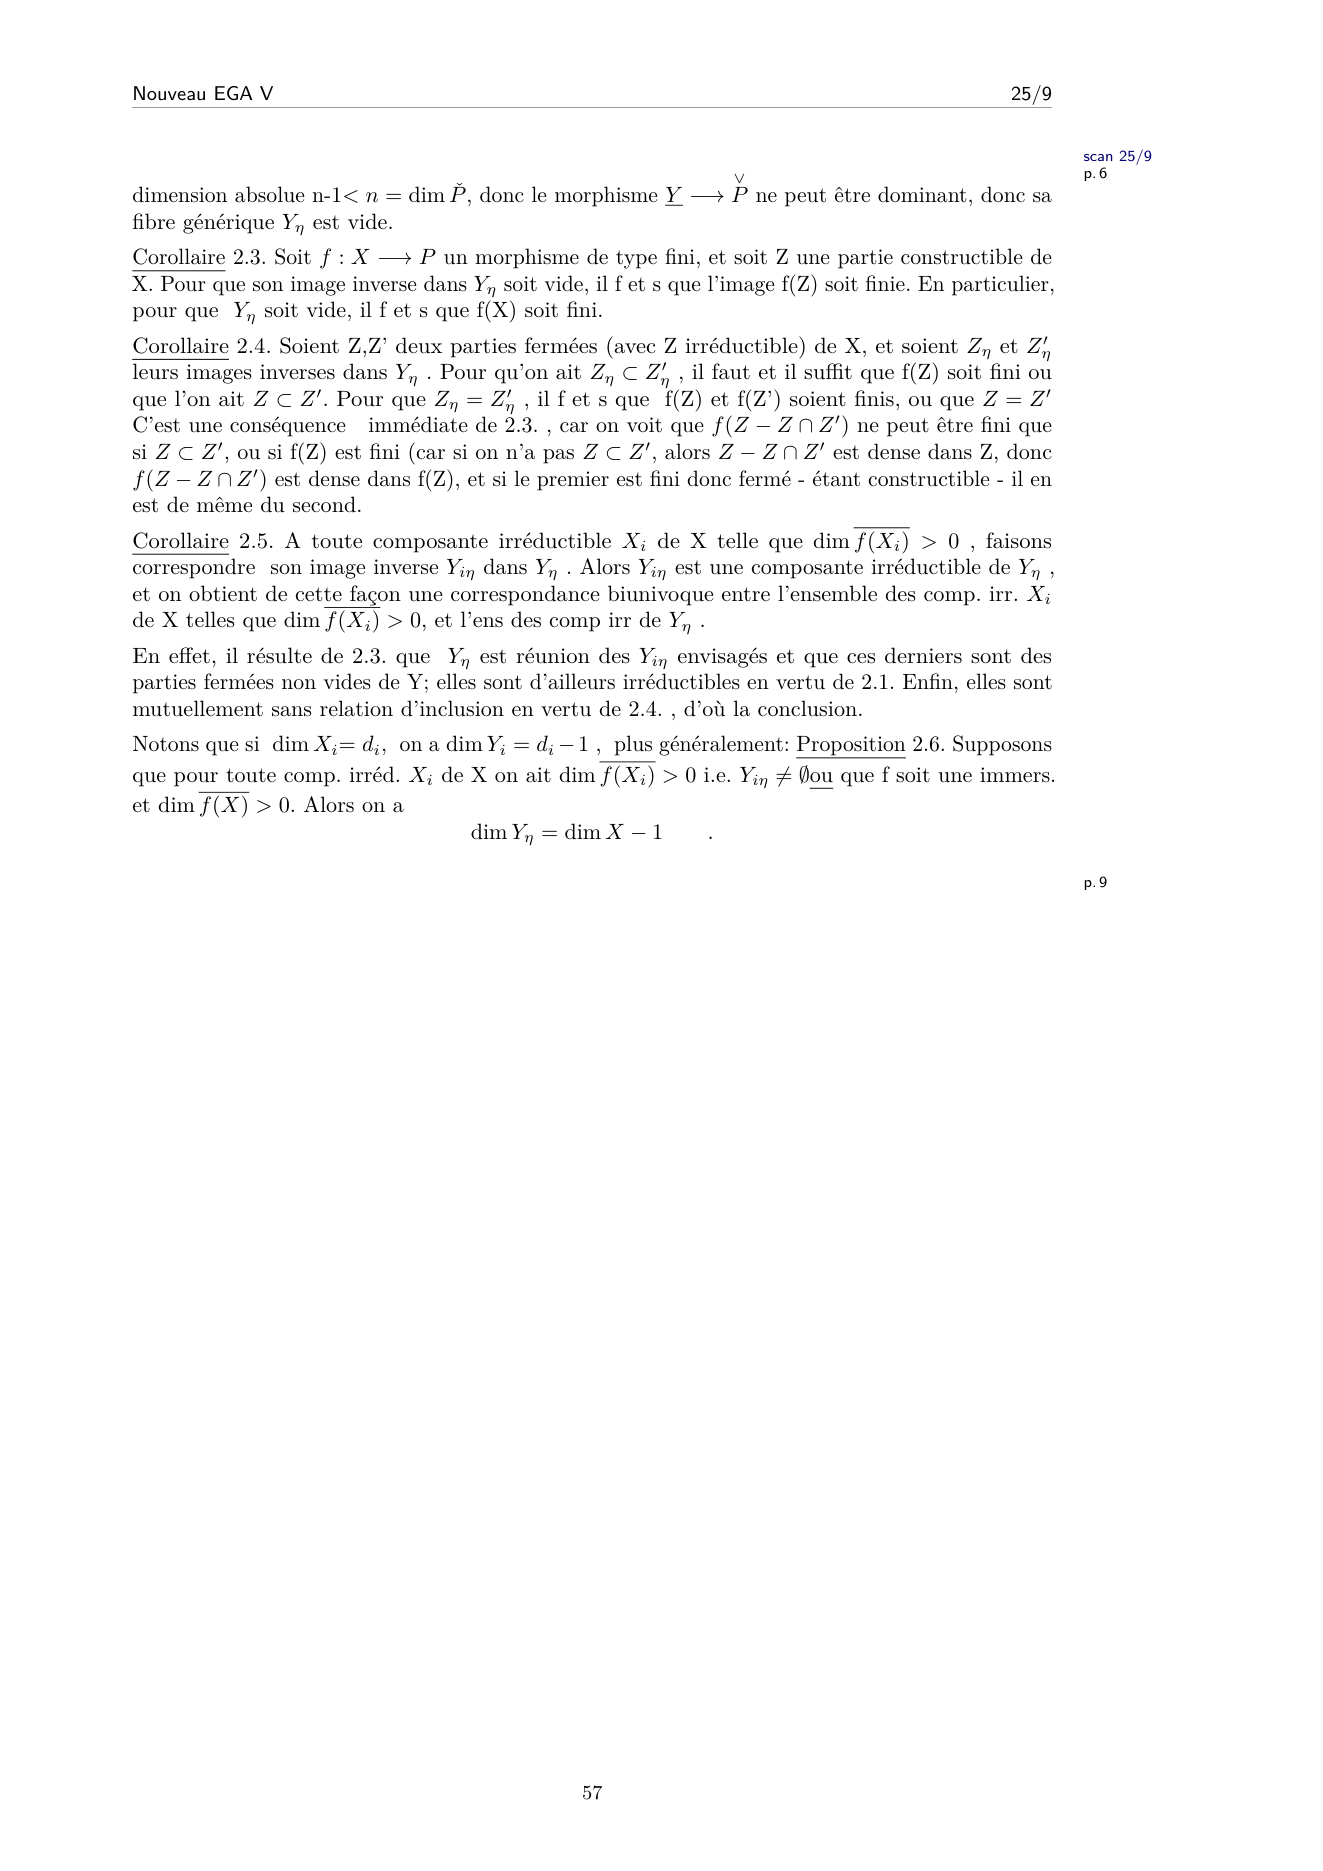 Nouveau EGA V 25/9
scan 25/9
p. 6
dimension absolue n-1< n = dim P̌, donc le morphisme Y ⟶ P̌ ne peut être dominant, donc sa
fibre générique Y_η est vide.
Corollaire 2.3. Soit f : X ⟶ P un morphisme de type fini, et soit Z une partie constructible de
X. Pour que son image inverse dans Y_η soit vide, il f et s que l'image f(Z) soit finie. En particulier,
pour que Y_η soit vide, il f et s que f(X) soit fini.
Corollaire 2.4. Soient Z,Z' deux parties fermées (avec Z irréductible) de X, et soient Z_η et Z′_η
leurs images inverses dans Y_η . Pour qu'on ait Z_η ⊂ Z′_η , il faut et il suffit que f(Z) soit fini ou
que l'on ait Z ⊂ Z′. Pour que Z_η = Z′_η , il f et s que f(Z) et f(Z') soient finis, ou que Z = Z′
C'est une conséquence immédiate de 2.3. , car on voit que f(Z − Z ∩ Z′) ne peut être fini que
si Z ⊂ Z′, ou si f(Z) est fini (car si on n'a pas Z ⊂ Z′, alors Z − Z ∩ Z′ est dense dans Z, donc
f(Z − Z ∩ Z′) est dense dans f(Z), et si le premier est fini donc fermé - étant constructible - il en
est de même du second.
Corollaire 2.5. A toute composante irréductible X_i de X telle que dim \overline{f(X_i)} > 0 , faisons
correspondre son image inverse Y_{iη} dans Y_η . Alors Y_{iη} est une composante irréductible de Y_η ,
et on obtient de cette façon une correspondance biunivoque entre l'ensemble des comp. irr. X_i
de X telles que dim \overline{f(X_i)} > 0, et l'ens des comp irr de Y_η .
En effet, il résulte de 2.3. que Y_η est réunion des Y_{iη} envisagés et que ces derniers sont des
parties fermées non vides de Y; elles sont d'ailleurs irréductibles en vertu de 2.1. Enfin, elles sont
mutuellement sans relation d'inclusion en vertu de 2.4. , d'où la conclusion.
Notons que si dim X_i= d_i, on a dim Y_i = d_i − 1 , plus généralement: Proposition 2.6. Supposons
que pour toute comp. irréd. X_i de X on ait dim \overline{f(X_i)} > 0 i.e. Y_{iη} ≠ ∅ou que f soit une immers.
et dim \overline{f(X)} > 0. Alors on a
dim Y_η = dim X − 1 .
p. 9
57